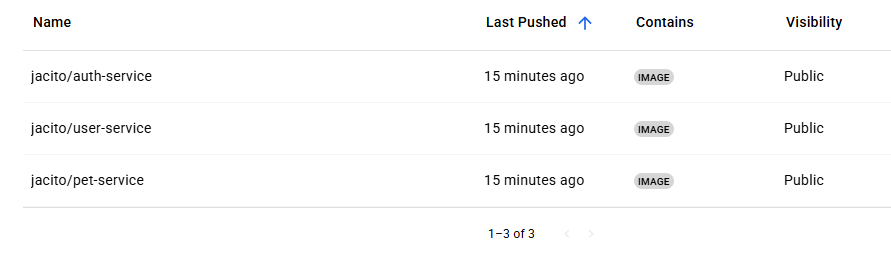 Name Last Pushed Contains Visibility
jacito/auth-service 15 minutes ago IMAGE Public
jacito/user-service 15 minutes ago IMAGE Public
jacito/pet-service 15 minutes ago IMAGE Public
1–3 of 3